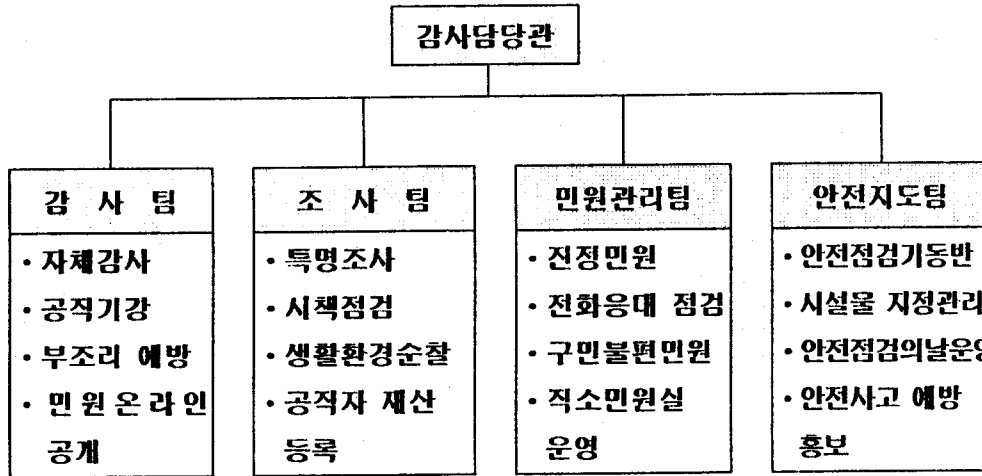 감사담당관
감 사 팀
· 자체감사
· 공직기강
· 부조리 예방
· 민원온라인
공개
조 사 팀
· 특명조사
· 시책점검
· 생활환경순찰
· 공직자 재산
등록
민원관리팀
· 진정민원
· 전화응대 점검
· 구민불편민원
· 직소민원실
운영
안전지도팀
· 안전점검기동반
· 시설물 지정관리
· 안전점검의날운영
· 안전사고 예방
홍보